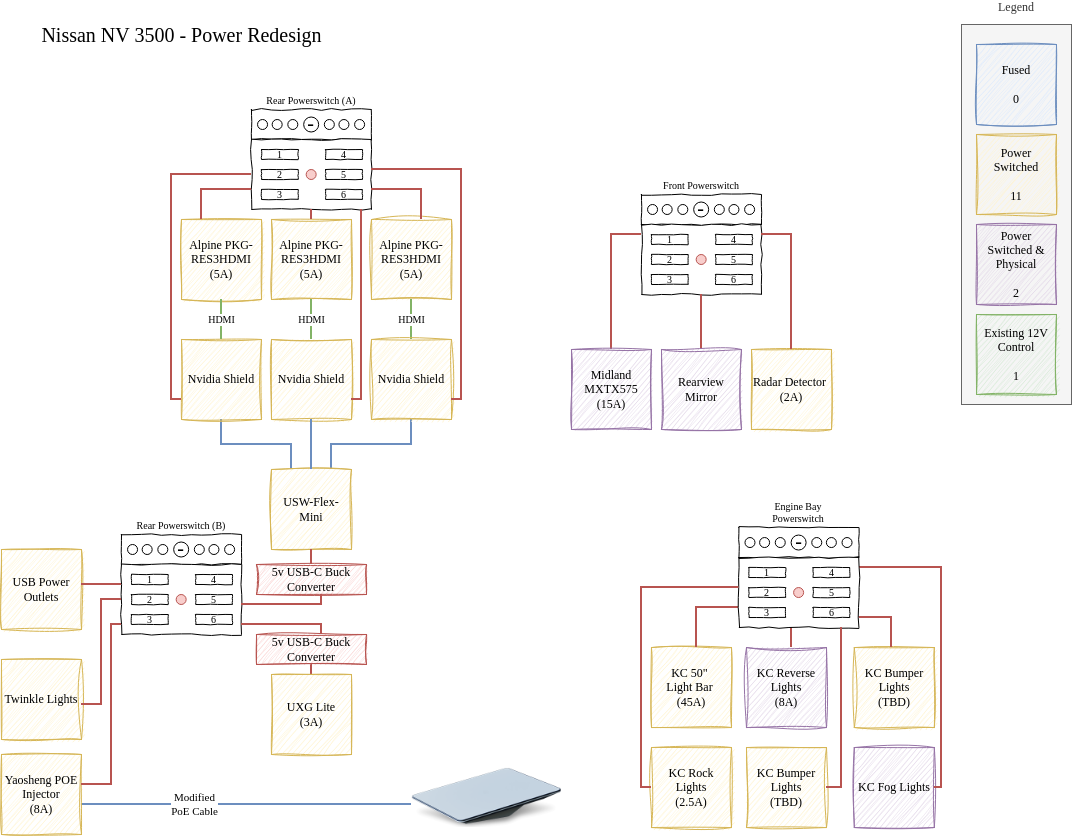 Legend
Nissan NV 3500 - Power Redesign
Fused
0
Power
Switched
11
Power
Switched &
Physical
2
Existing 12V
Control
1
Rear Powerswitch (A)
1 4
2 5
3 6
Alpine PKG-
RES3HDMI
(5A)
Alpine PKG-
RES3HDMI
(5A)
Alpine PKG-
RES3HDMI
(5A)
HDMI
HDMI
HDMI
Nvidia Shield
Nvidia Shield
Nvidia Shield
USW-Flex-
Mini
Front Powerswitch
1 4
2 5
3 6
Midland
MXTX575
(15A)
Rearview
Mirror
Radar Detector
(2A)
Rear Powerswitch (B)
1 4
2 5
3 6
USB Power
Outlets
Twinkle Lights
Yaosheng POE
Injector
(8A)
5v USB-C Buck
Converter
5v USB-C Buck
Converter
UXG Lite
(3A)
Modified
PoE Cable
Engine Bay
Powerswitch
1 4
2 5
3 6
KC 50"
Light Bar
(45A)
KC Reverse
Lights
(8A)
KC Bumper
Lights
(TBD)
KC Rock
Lights
(2.5A)
KC Bumper
Lights
(TBD)
KC Fog Lights